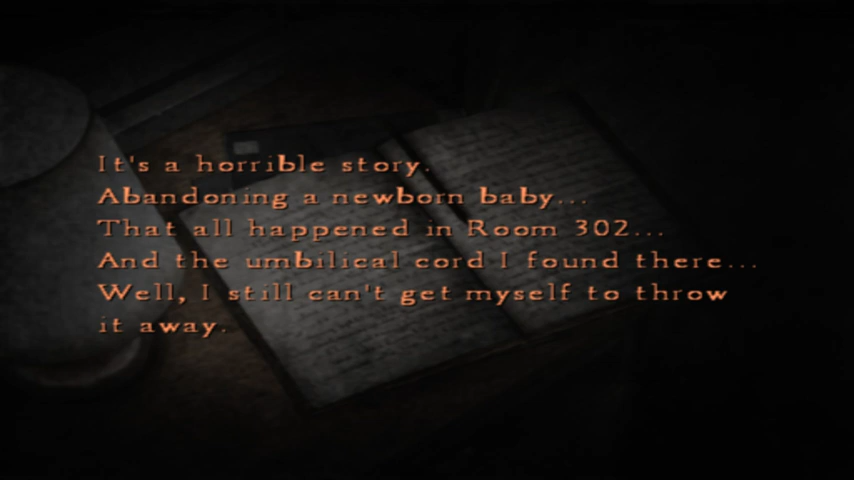 It's a horrible story.
Abandoning a newborn baby...
That all happened in Room 302...
And the umbilical cord I found there...
Well, I still can't get myself to throw
it away.